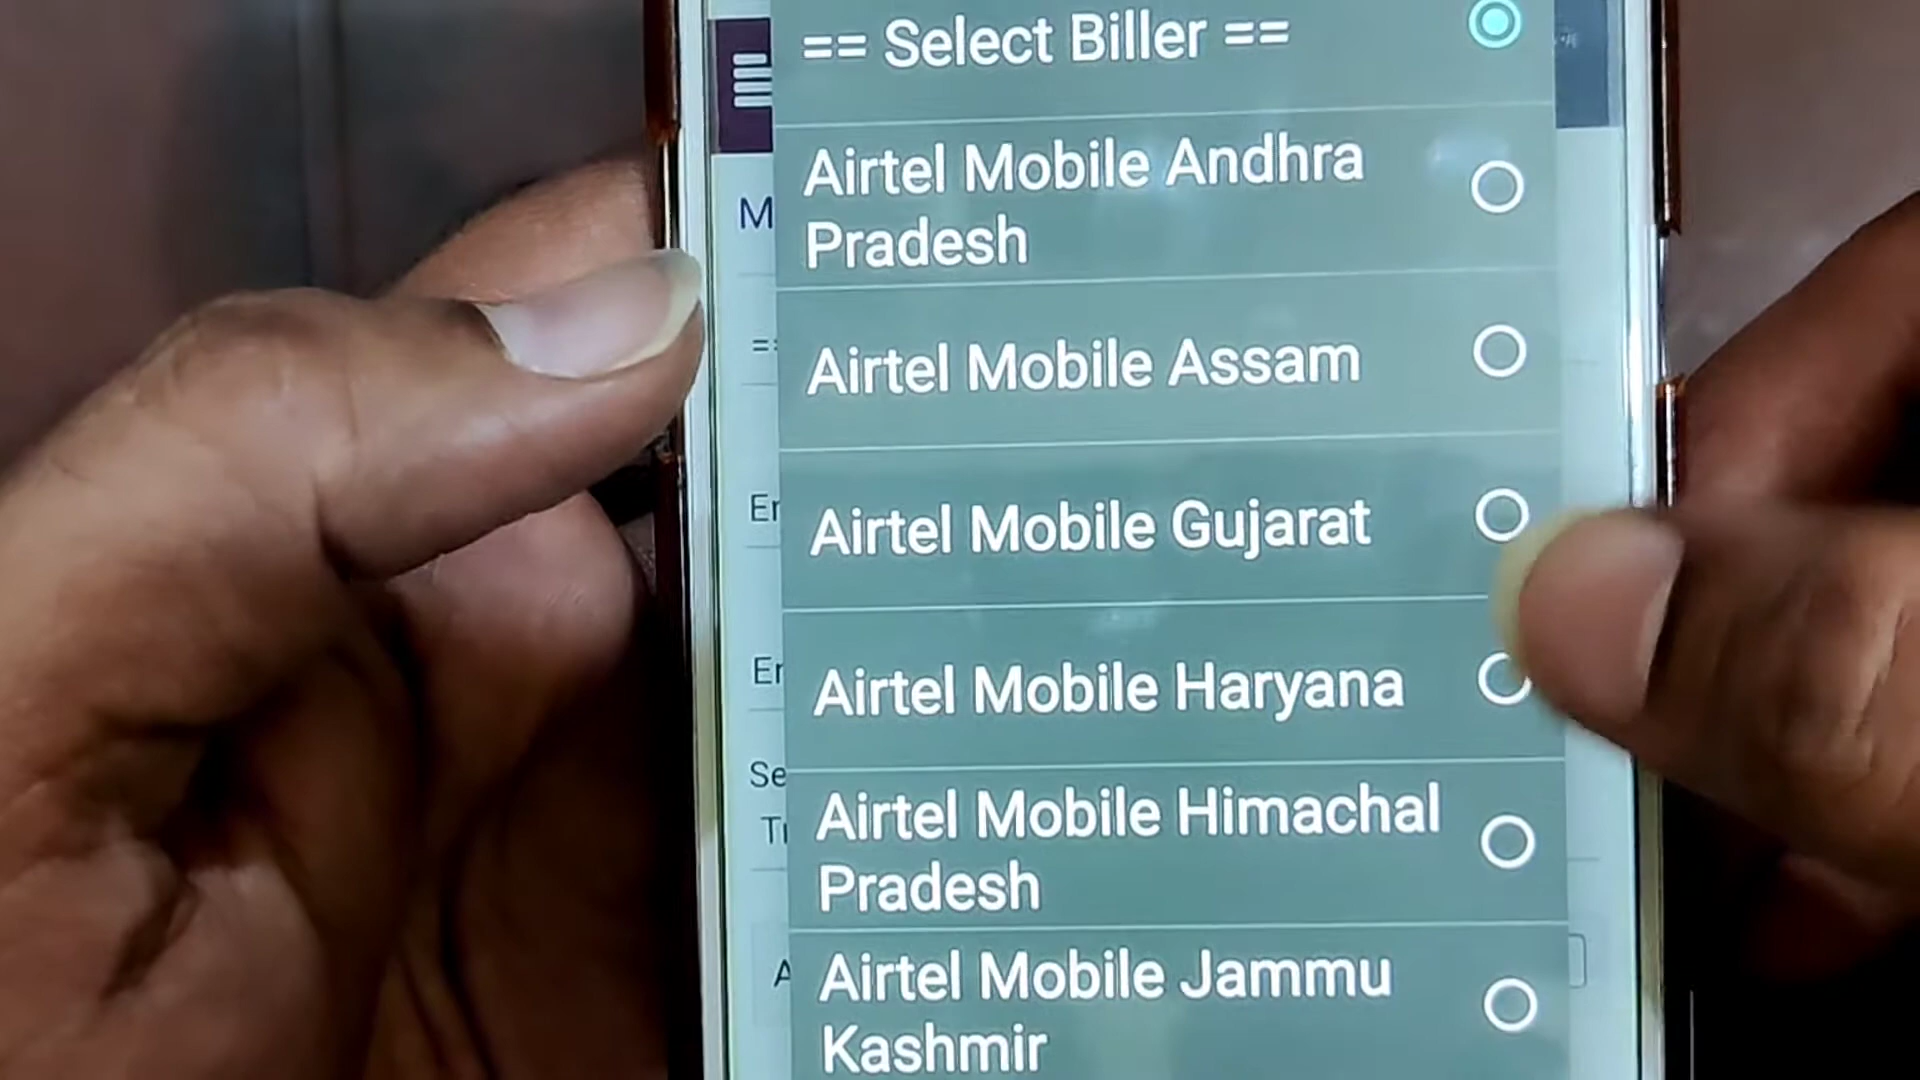 == Select Biller ==
Airtel Mobile Andhra
Pradesh
Airtel Mobile Assam
Airtel Mobile Gujarat
Airtel Mobile Haryana
Airtel Mobile Himachal
Pradesh
Airtel Mobile Jammu
Kashmir